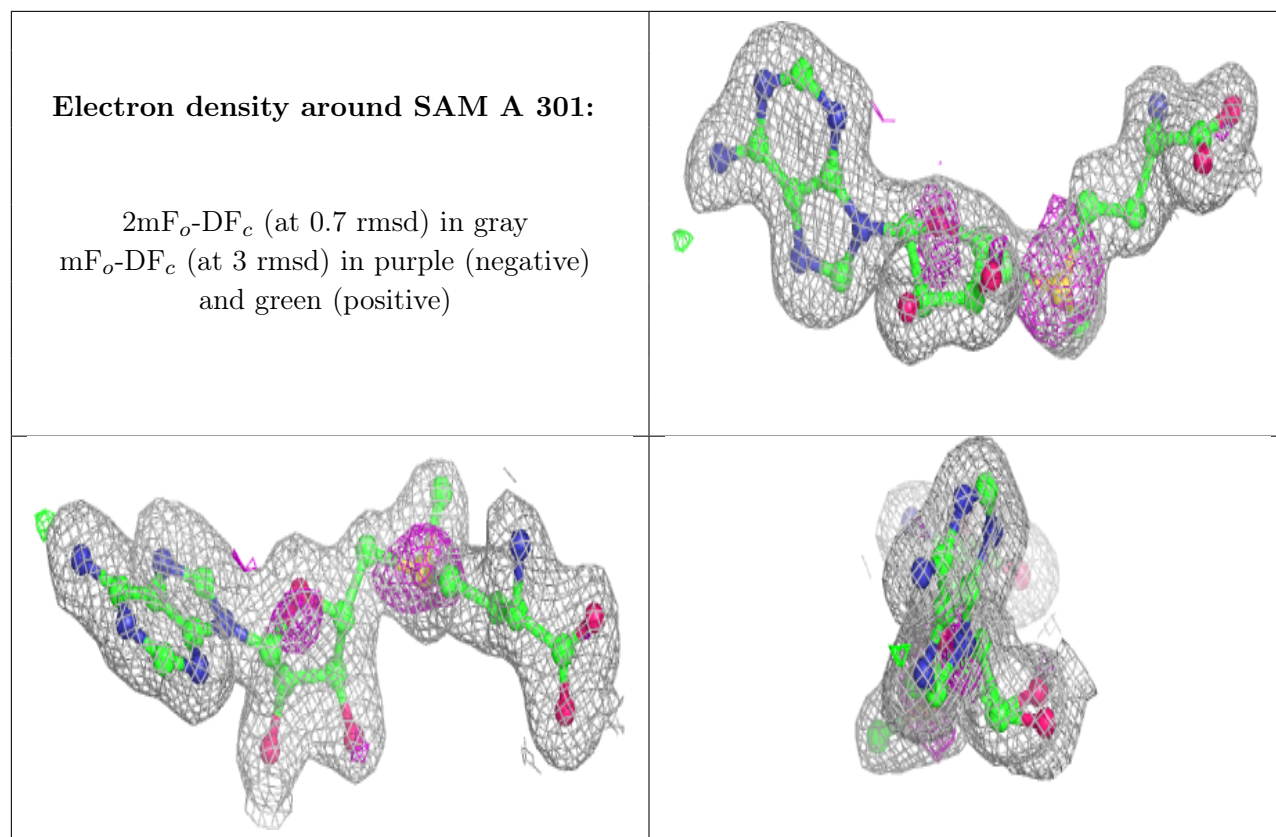 Electron density around SAM A 301:
2mFo-DFc (at 0.7 rmsd) in gray
mFo-DFc (at 3 rmsd) in purple (negative)
and green (positive)